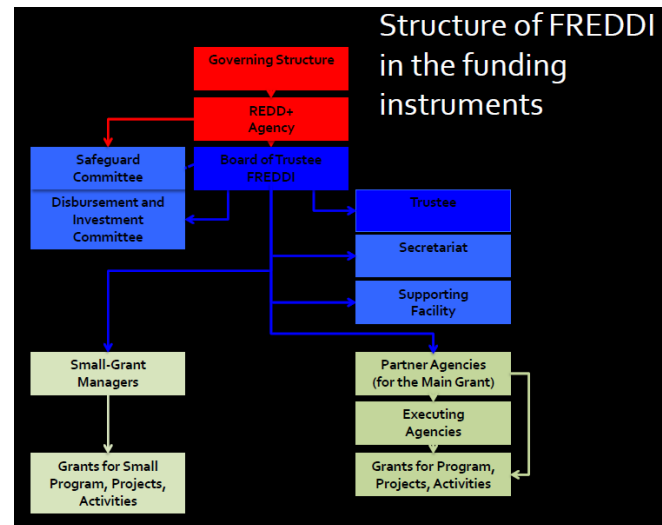 Structure of FREDDI
in the funding
instruments
Governing Structure
REDD+
Agency
Safeguard
Committee
Board of Trustee
FREDDI
Disbursement and
Investment
Committee
Trustee
Secretariat
Supporting
Facility
Small-Grant
Managers
Partner Agencies
(for the Main Grant)
Executing
Agencies
Grants for Small
Program, Projects,
Activities
Grants for Program,
Projects, Activities